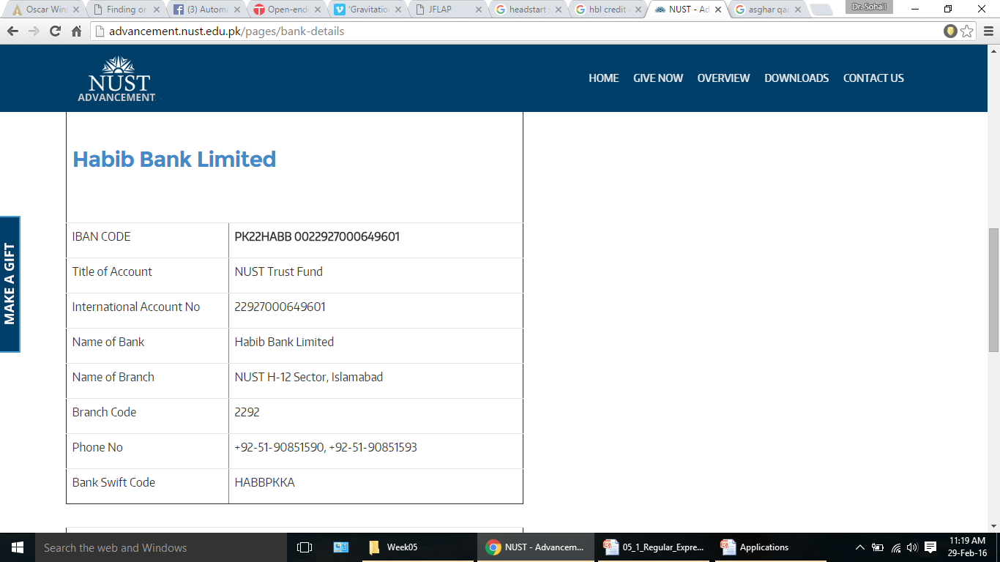 Oscar Win
Finding or
(3) Automa
Open-end
'Gravitation
JFLAP
headstart s
hbl credit
NUST - Ad
asghar qad
Dr. Sohail
advancement.nust.edu.pk/pages/bank-details
NUST
ADVANCEMENT
HOME GIVE NOW OVERVIEW DOWNLOADS CONTACT US
MAKE A GIFT
Habib Bank Limited
IBAN CODE PK22HABB 0022927000649601
Title of Account NUST Trust Fund
International Account No 22927000649601
Name of Bank Habib Bank Limited
Name of Branch NUST H-12 Sector, Islamabad
Branch Code 2292
Phone No +92-51-90851590, +92-51-90851593
Bank Swift Code HABBPKKA
Search the web and Windows
Week05
NUST - Advancem...
05_1_Regular_Expre...
Applications
11:19 AM
29-Feb-16